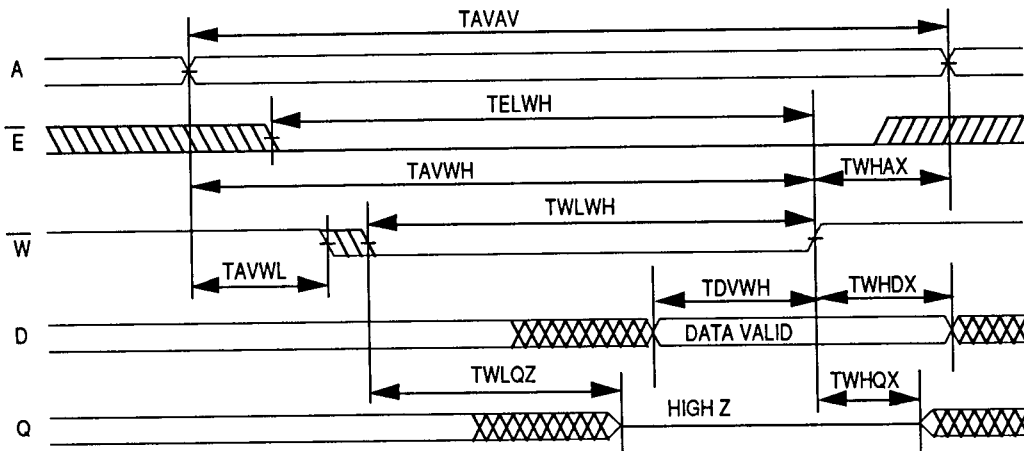 TAVAV
A
TELWH
E
TAVWH TWHAX
TWLWH
W
TAVWL
TDVWH TWHDX
D DATA VALID
TWLQZ TWHQX
HIGH Z
Q